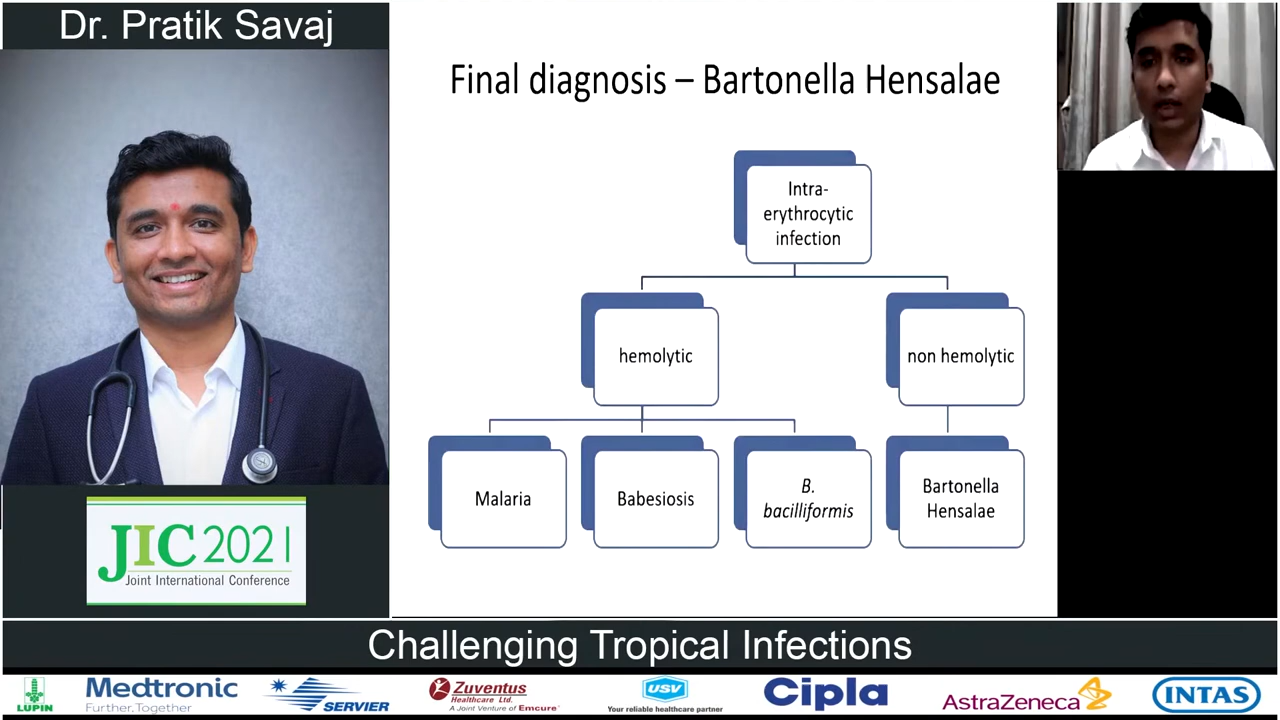 Dr. Pratik Savaj
Final diagnosis – Bartonella Hensalae
Intra-
erythrocytic
infection
hemolytic
non hemolytic
Malaria
Babesiosis
B.
bacilliformis
Bartonella
Hensalae
JIC 2021
Joint International Conference
Challenging Tropical Infections
LUPIN
Medtronic
Further.Together
SERVIER
Zuventus
Healthcare Ltd.
A Joint Venture of Emcure
USV
Your reliable healthcare partner
Cipla
AstraZeneca
INTAS